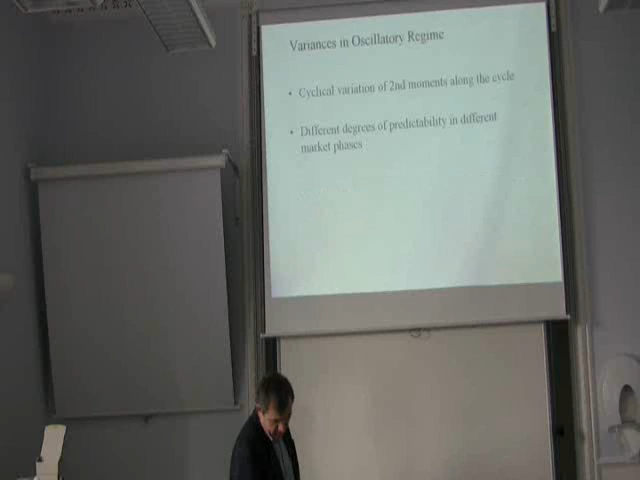 Variances in Oscillatory Regime
• Cyclical variation of 2nd moments along the cycle
• Different degrees of predictability in different
market phases